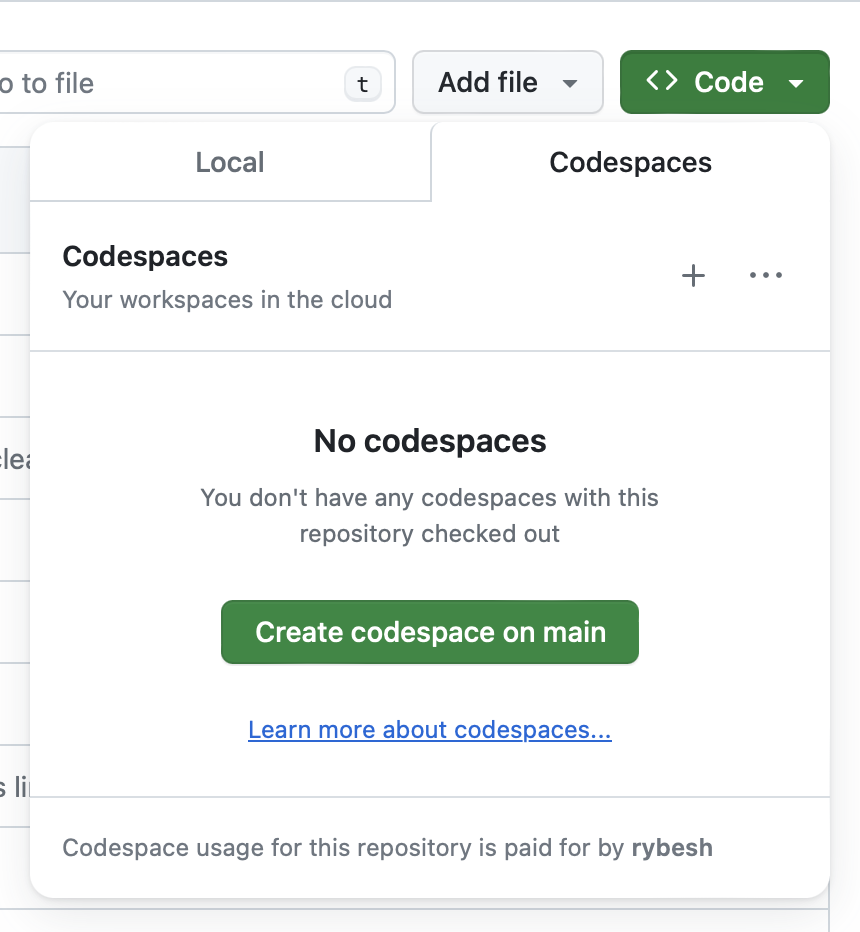 o to file
t
Add file
Code
Local
Codespaces
Codespaces
Your workspaces in the cloud
No codespaces
You don't have any codespaces with this
repository checked out
Create codespace on main
Learn more about codespaces...
Codespace usage for this repository is paid for by rybesh